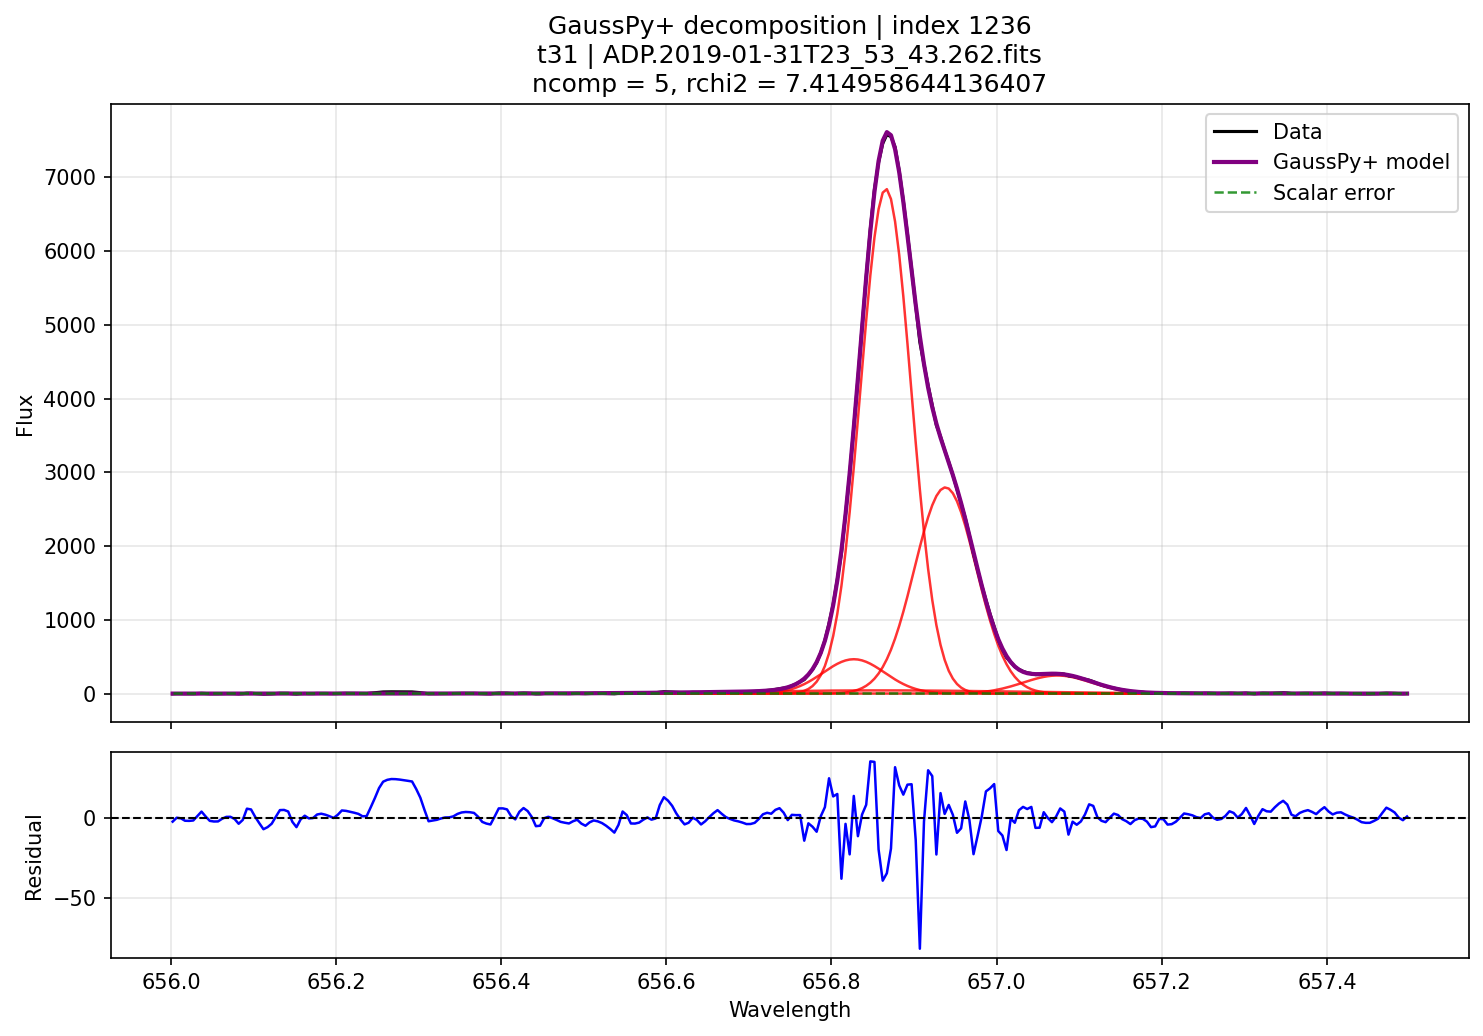 GaussPy+ decomposition | index 1236
t31 | ADP.2019-01-31T23_53_43.262.fits
ncomp = 5, rchi2 = 7.414958644136407
Data
GaussPy+ model
Scalar error
Flux
7000
6000
5000
4000
3000
2000
1000
0
Residual
0
−50
656.0 656.2 656.4 656.6 656.8 657.0 657.2 657.4
Wavelength